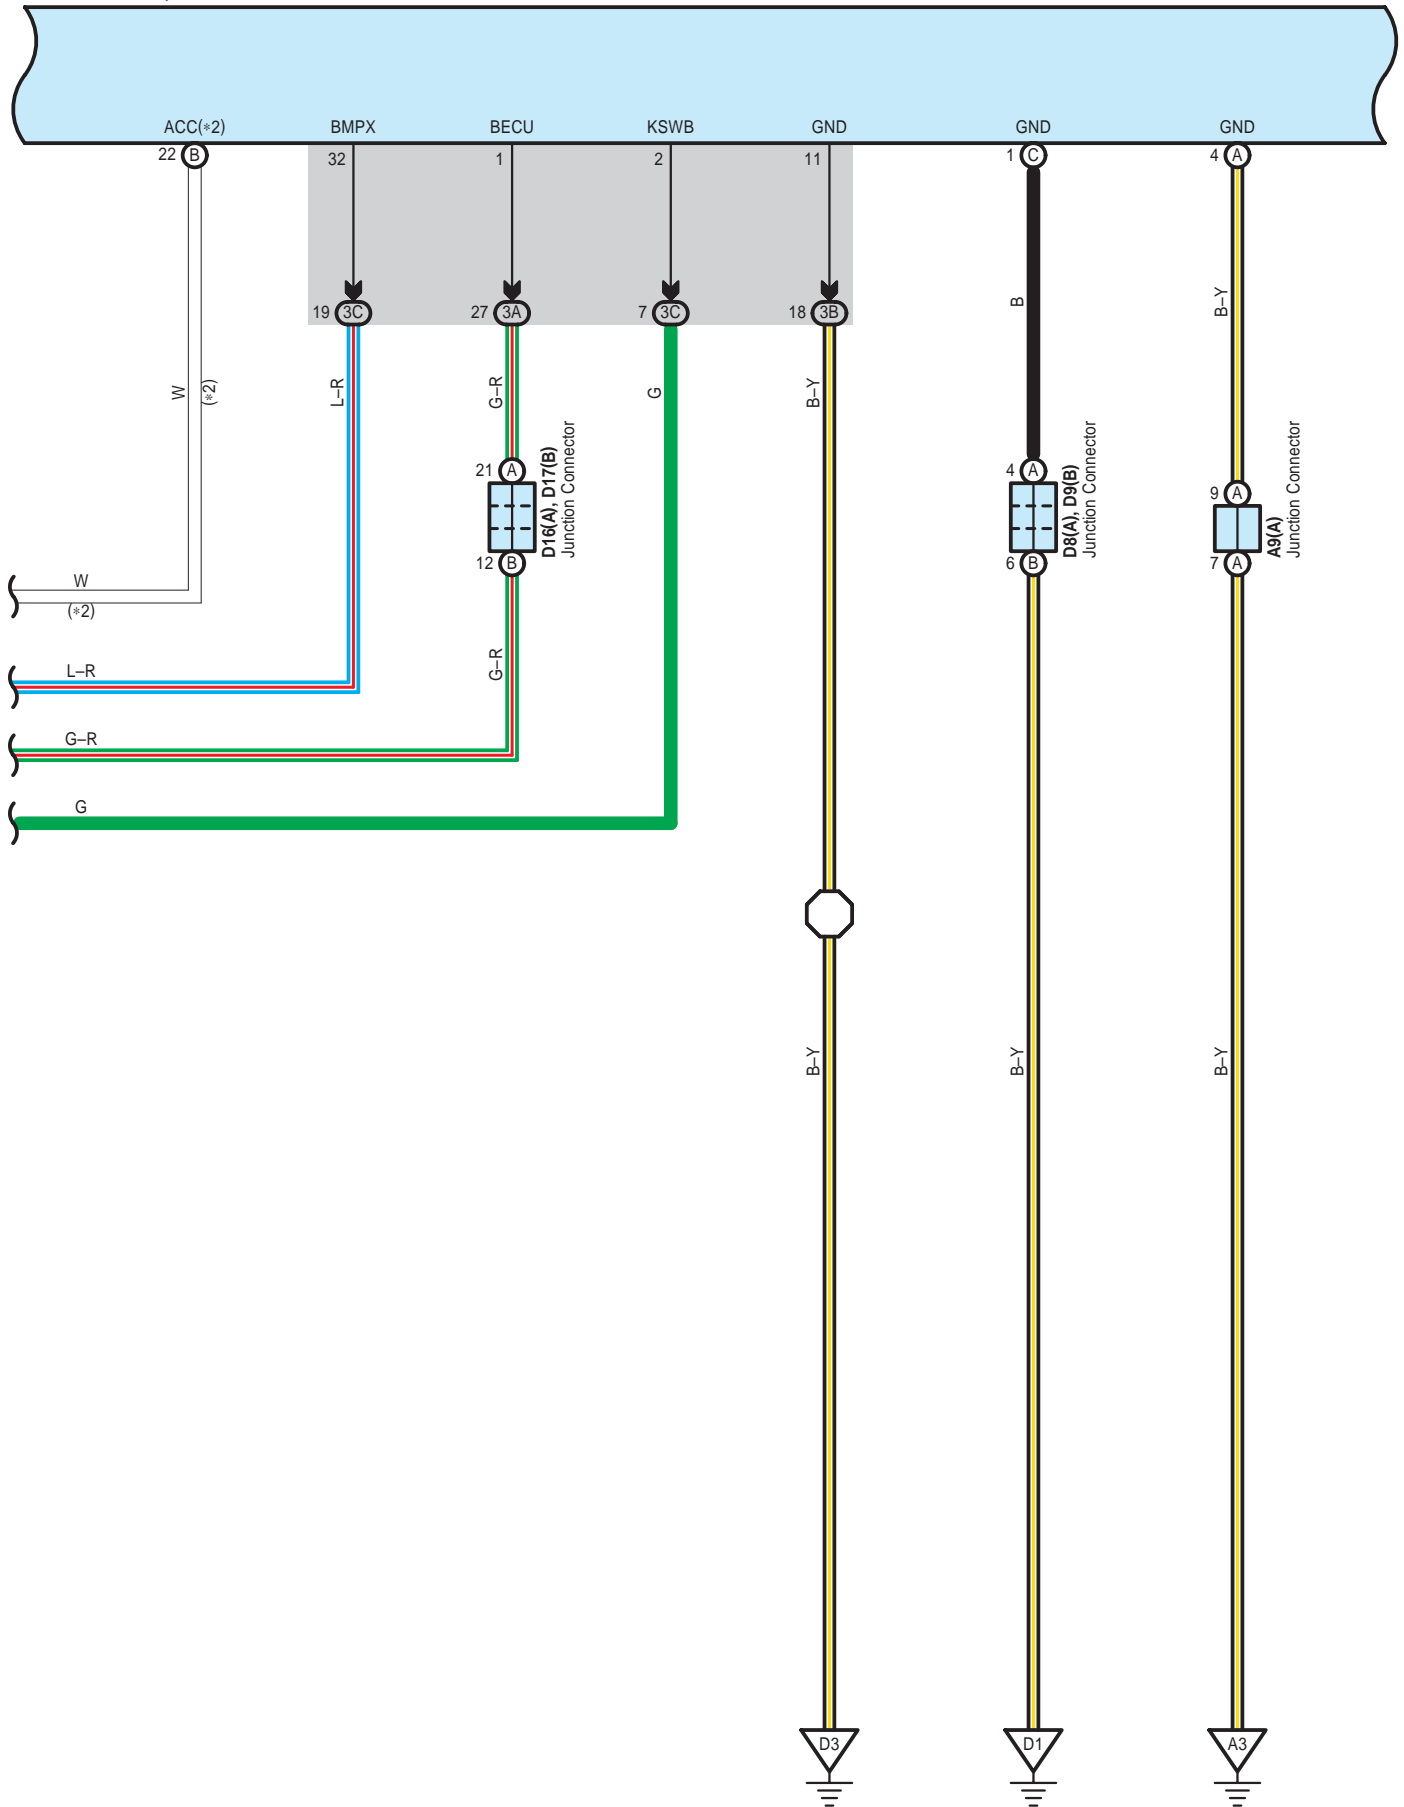 ACC(∗2) BMPX BECU KSWB GND GND GND
22 B 32 1 2 11 1 C 4 A
19 3C 27 3A 7 3C 18 3B
B B–Y
W (∗2) L–R G–R G B–Y
21 A 4 A 9 A
D16(A), D17(B)
Junction Connector
D8(A), D9(B)
Junction Connector
A9(A)
Junction Connector
12 B 6 B 7 A
W
(∗2)
L–R
G–R
G–R
G
B–Y B–Y B–Y
D3 D1 A3